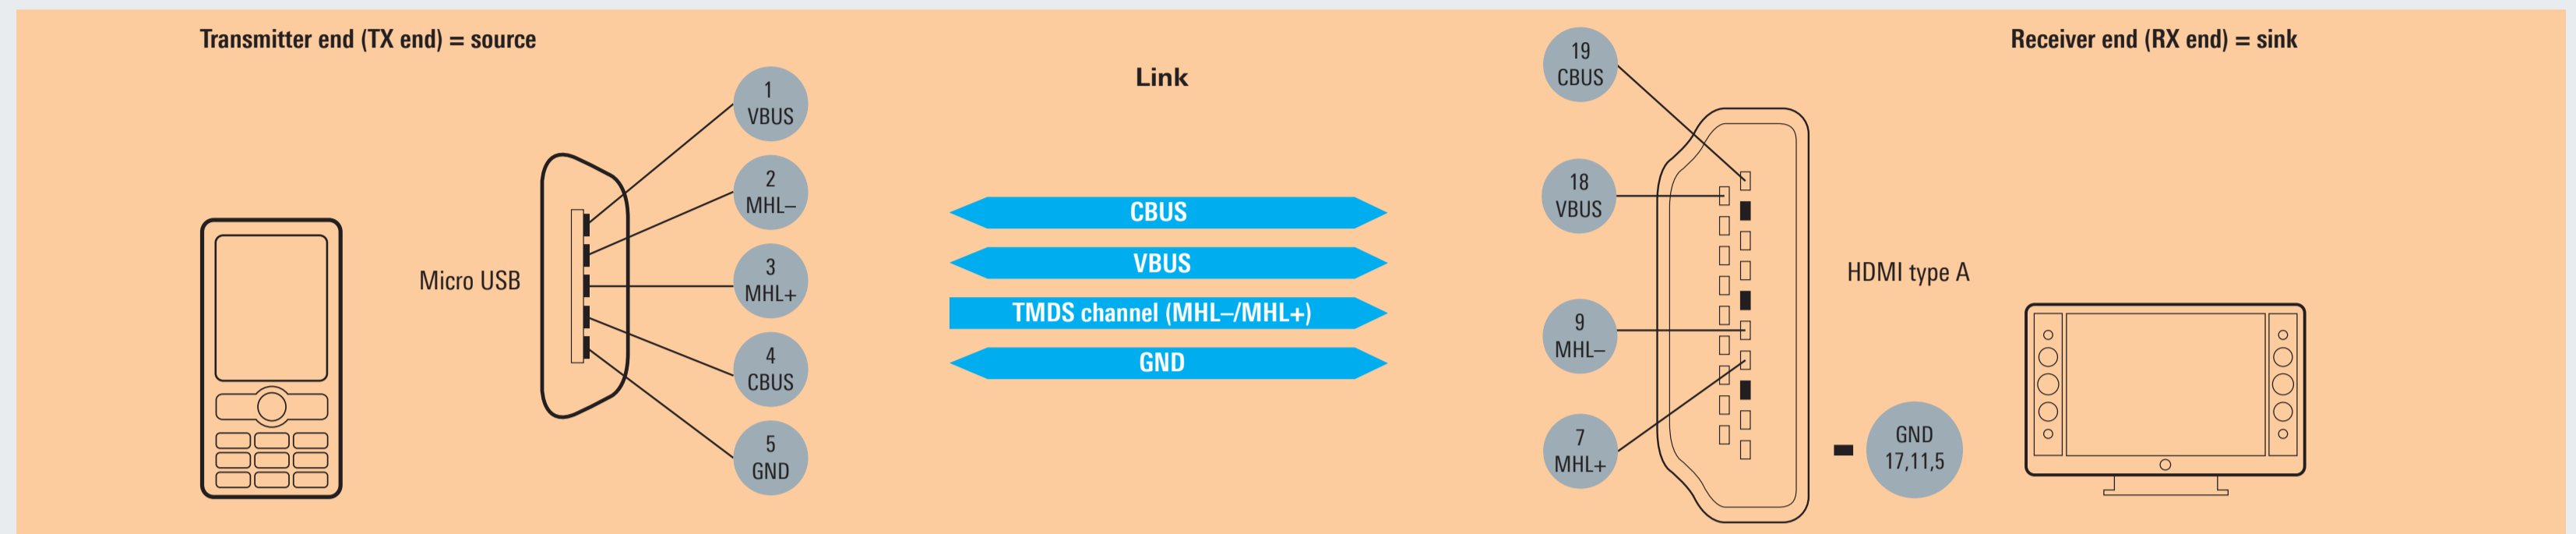 Transmitter end (TX end) = source
Link
Receiver end (RX end) = sink
1
VBUS
2
MHL–
3
MHL+
4
CBUS
5
GND
Micro USB
CBUS
VBUS
TMDS channel (MHL–/MHL+)
GND
19
CBUS
18
VBUS
9
MHL–
7
MHL+
HDMI type A
GND
17,11,5